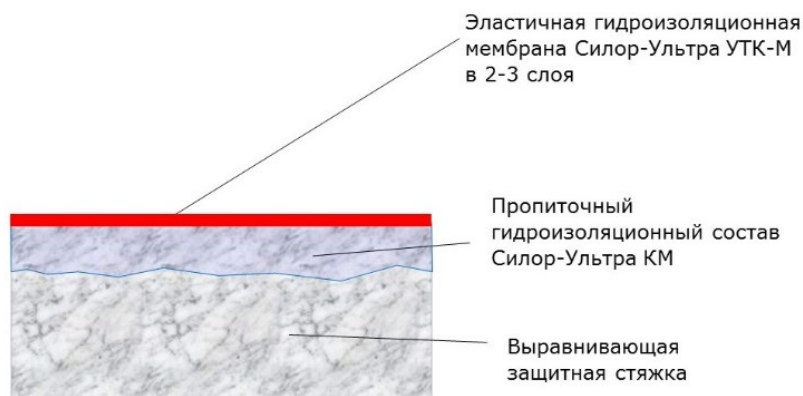 Эластичная гидроизоляционная
мембрана Силор-Ультра УТК-М
в 2-3 слоя
Пропиточный
гидроизоляционный состав
Силор-Ультра КМ
Выравнивающая
защитная стяжка